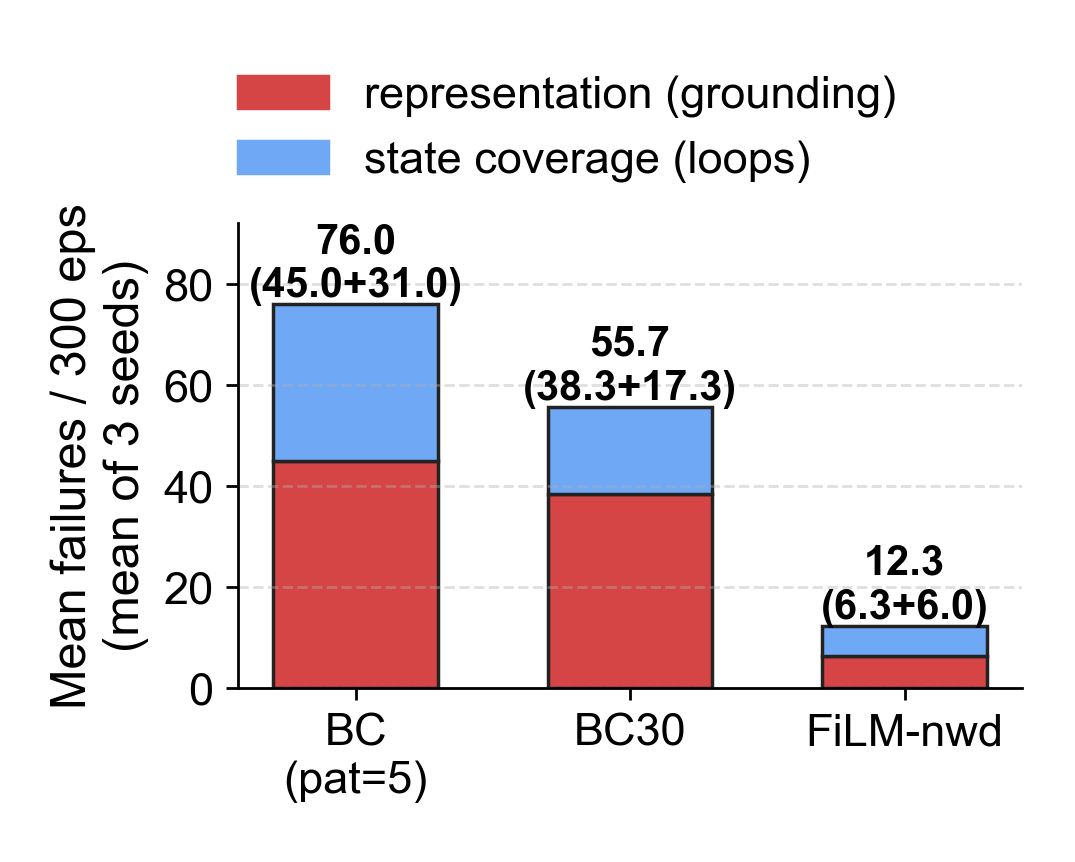 representation (grounding)
state coverage (loops)
Mean failures / 300 eps
(mean of 3 seeds)
80
60
40
20
0
76.0
(45.0+31.0)
55.7
(38.3+17.3)
12.3
(6.3+6.0)
BC
(pat=5)
BC30
FiLM-nwd